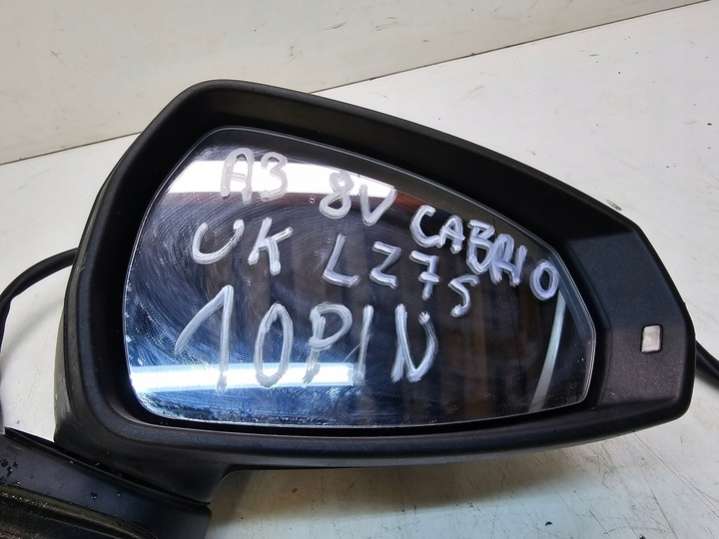 A3 8V CABRIO
UK LZ7S
10PIN